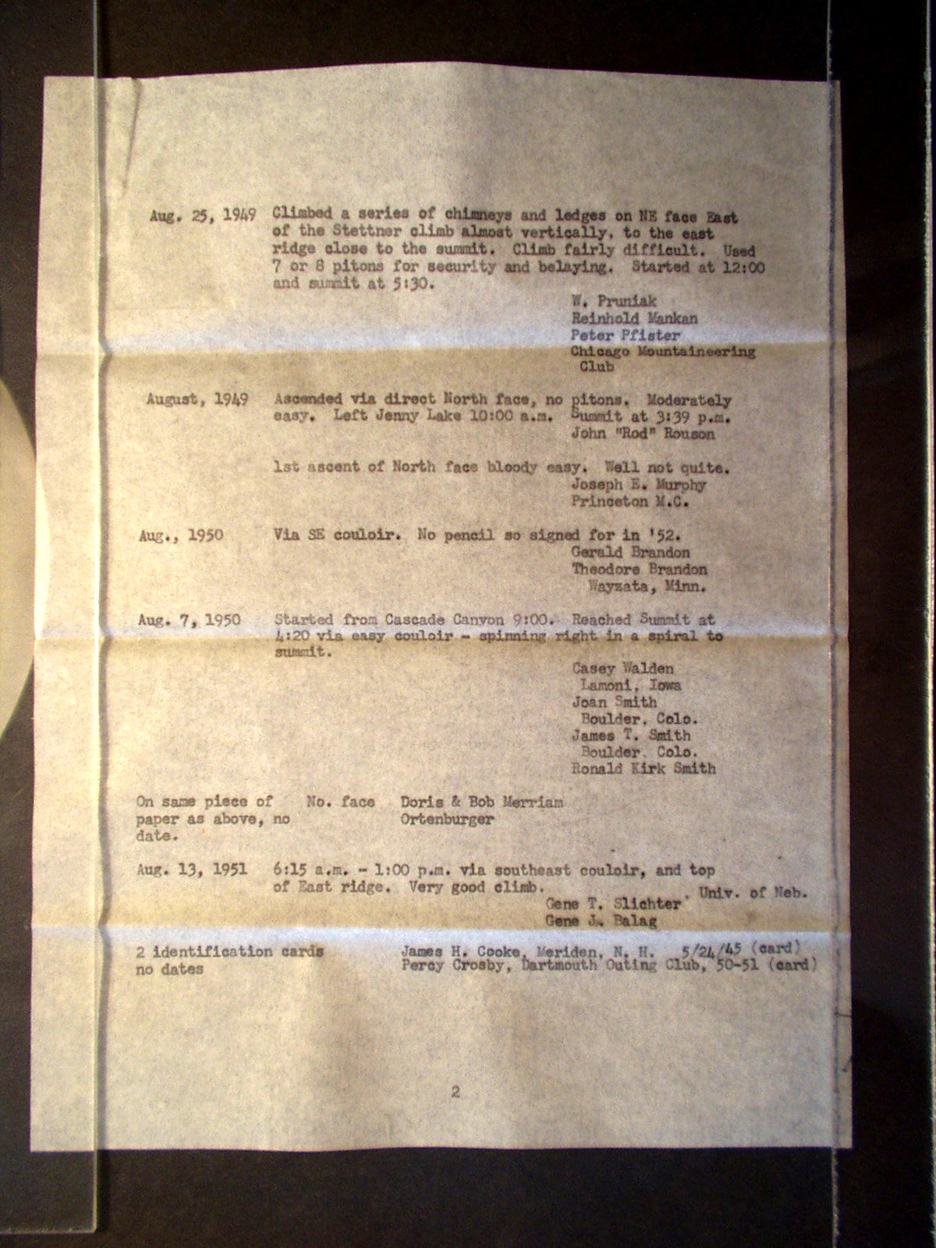 Aug. 25, 1949 Climbed a series of chimneys and ledges on NE face East
of the Stettner climb almost vertically, to the east
ridge close to the summit. Climb fairly difficult. Used
7 or 8 pitons for security and belaying. Started at 12:00
and summit at 5:30.
W. Pruniak
Reinhold Mankan
Peter Pfister
Chicago Mountaineering
Club
August, 1949 Ascended via direct North face, no pitons. Moderately
easy. Left Jenny Lake 10:00 a.m. Summit at 3:39 p.m.
John "Rod" Rouson
1st ascent of North face bloody easy. Well not quite.
Joseph E. Murphy
Princeton M.C.
Aug., 1950 Via SE couloir. No pencil so signed for in '52.
Gerald Brandon
Theodore Brandon
Wayzata, Minn.
Aug. 7, 1950 Started from Cascade Canyon 9:00. Reached Summit at
4:20 via easy couloir - spinning right in a spiral to
summit.
Casey Walden
Lamoni, Iowa
Joan Smith
Boulder, Colo.
James T. Smith
Boulder, Colo.
Ronald Kirk Smith
On same piece of No. face Doris & Bob Merriam
paper as above, no Ortenburger
date.
Aug. 13, 1951 6:15 a.m. - 1:00 p.m. via southeast couloir, and top
of East ridge. Very good climb.
Gene T. Slichter Univ. of Neb.
Gene J. Balag
2 identification cards James H. Cooke, Meriden, N. H. 5/24/45 (card)
no dates Percy Crosby, Dartmouth Outing Club, 50-51 (card)
2